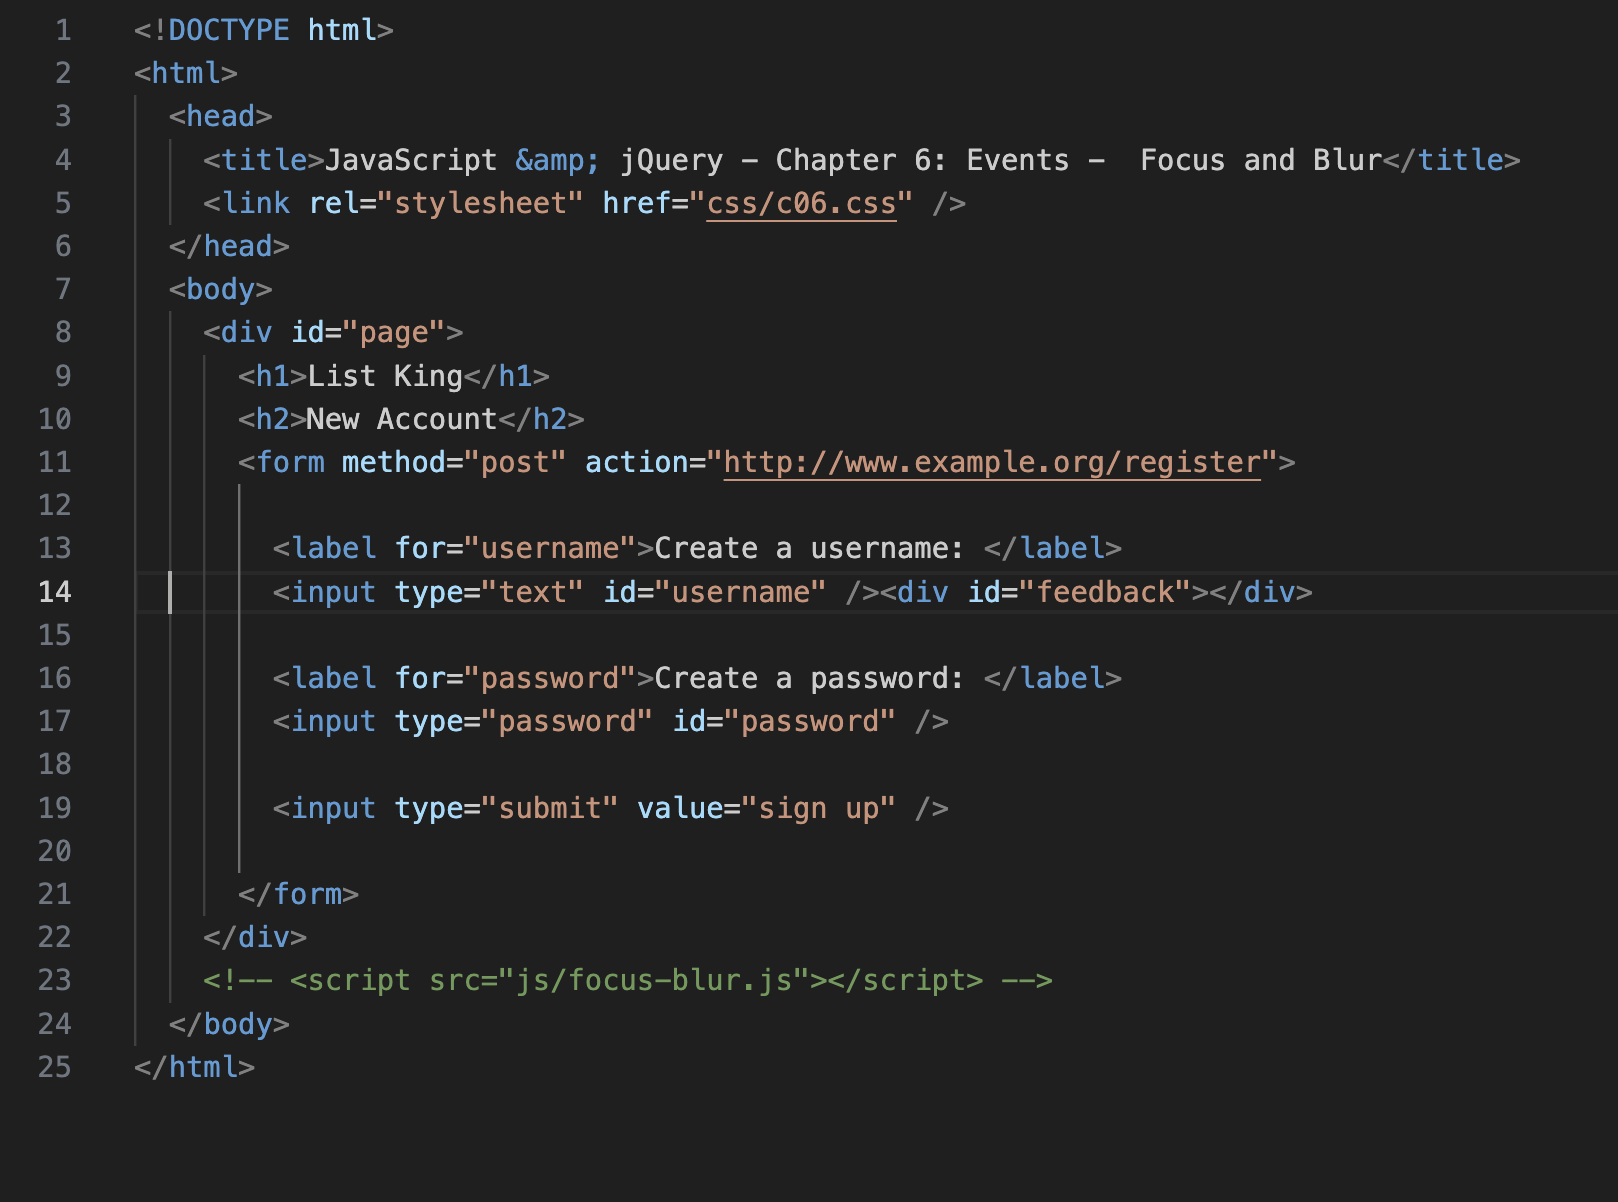 1 <!DOCTYPE html>
2 <html>
3   <head>
4     <title>JavaScript &amp; jQuery - Chapter 6: Events -  Focus and Blur</title>
5     <link rel="stylesheet" href="css/c06.css" />
6   </head>
7   <body>
8     <div id="page">
9       <h1>List King</h1>
10       <h2>New Account</h2>
11       <form method="post" action="http://www.example.org/register">
12
13         <label for="username">Create a username: </label>
14         <input type="text" id="username" /><div id="feedback"></div>
15
16         <label for="password">Create a password: </label>
17         <input type="password" id="password" />
18
19         <input type="submit" value="sign up" />
20
21       </form>
22     </div>
23     <!-- <script src="js/focus-blur.js"></script> -->
24   </body>
25 </html>